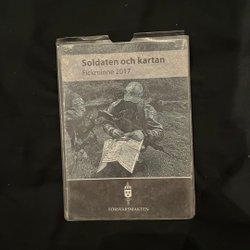 Soldaten och kartan
Fickminne 2017
FÖRSVARSMAKTEN